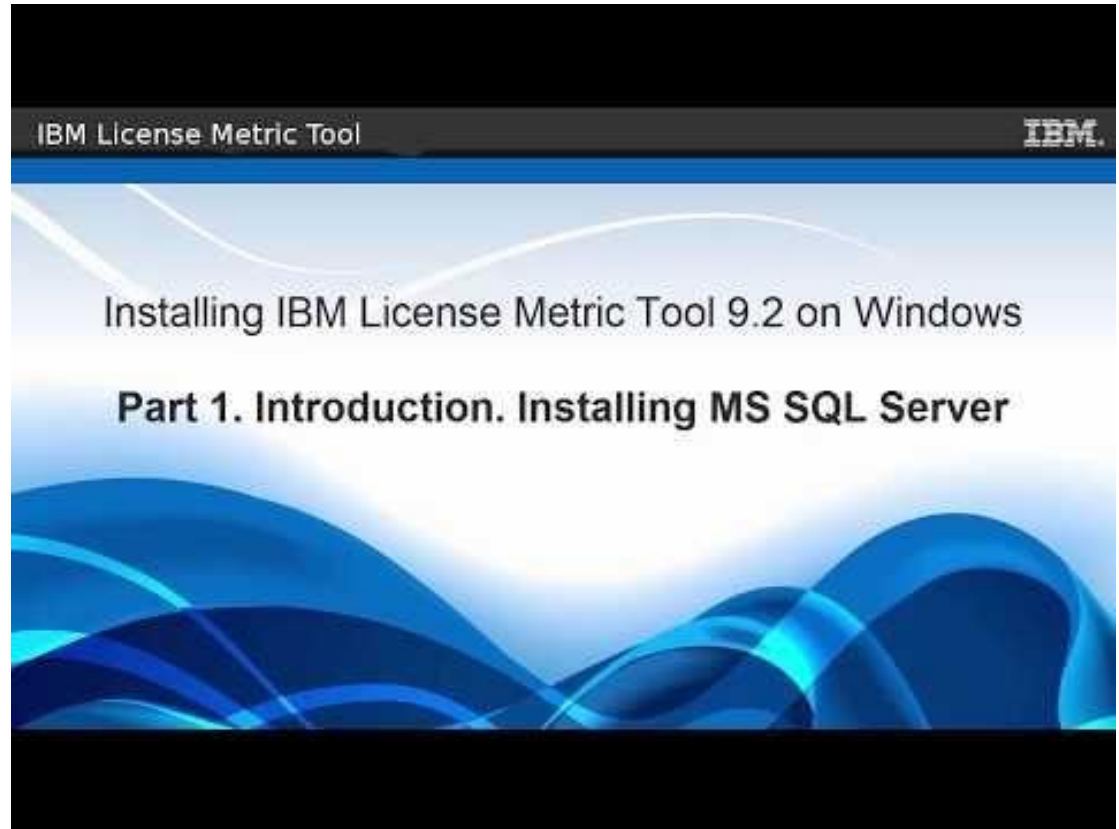 IBM License Metric Tool
IBM.
Installing IBM License Metric Tool 9.2 on Windows
Part 1. Introduction. Installing MS SQL Server